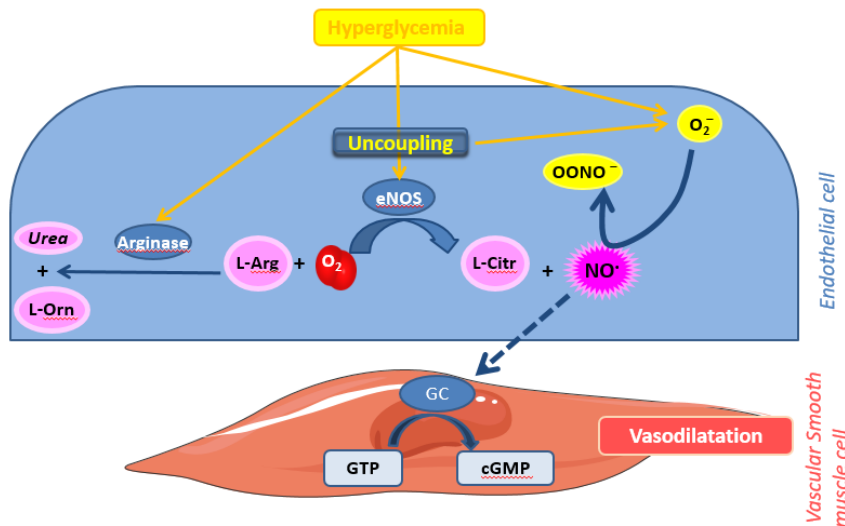 Hyperglycemia
O₂⁻
Uncoupling
OONO⁻
eNOS
Urea
Arginase
+
L-Arg
+
O₂
L-Citr
+
NO•
L-Orn
Endothelial cell
GC
GTP
cGMP
Vasodilatation
Vascular Smooth
muscle cell